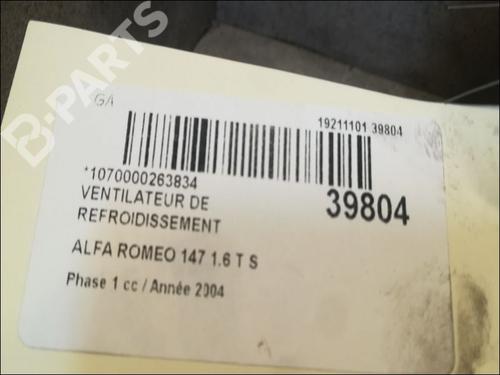 B-PARTS
GA
19211101 39804
*1070000263834
39804
VENTILATEUR DE
REFROIDISSEMENT
ALFA ROMEO 147 1.6 T S
Phase 1 cc / Année 2004